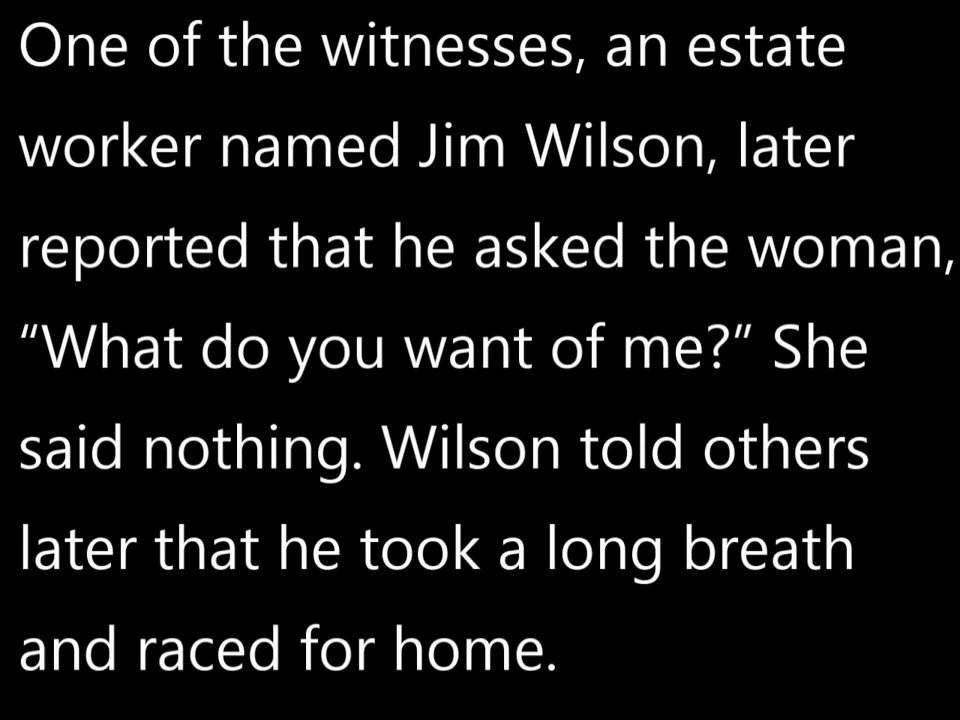 One of the witnesses, an estate
worker named Jim Wilson, later
reported that he asked the woman,
“What do you want of me?” She
said nothing. Wilson told others
later that he took a long breath
and raced for home.